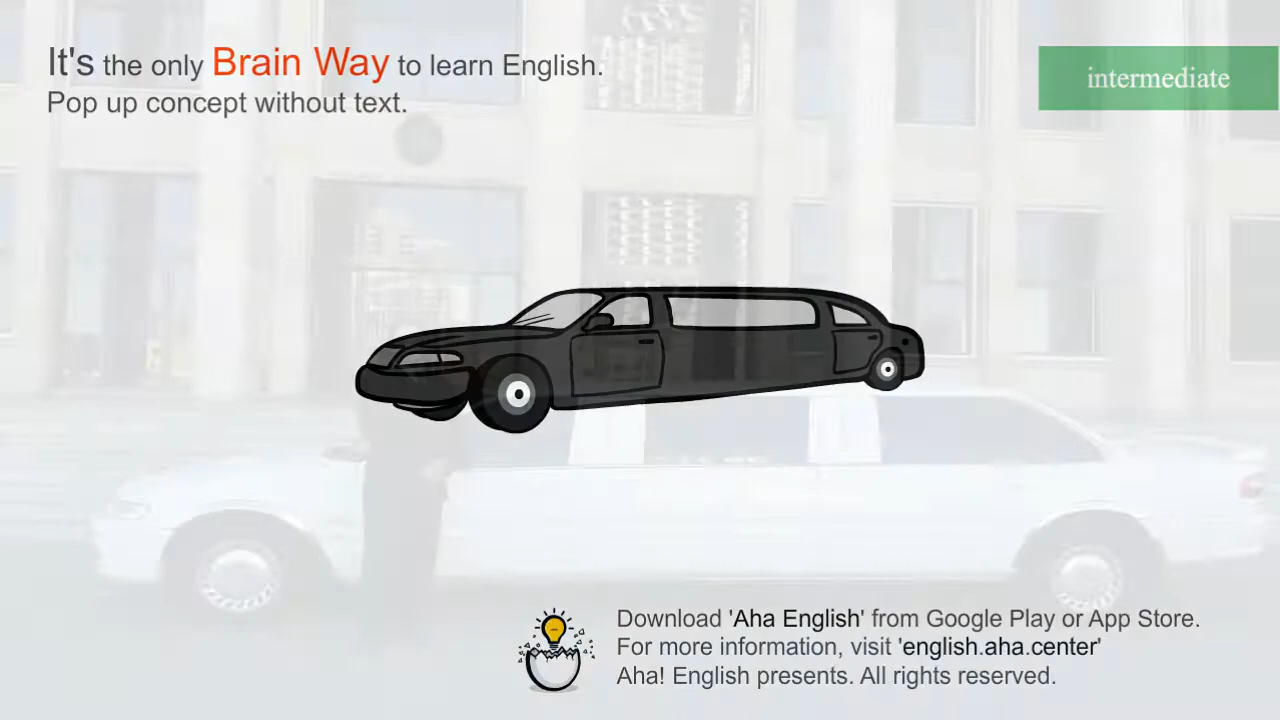 It's the only Brain Way to learn English.
Pop up concept without text.
intermediate
Download 'Aha English' from Google Play or App Store.
For more information, visit 'english.aha.center'
Aha! English presents. All rights reserved.